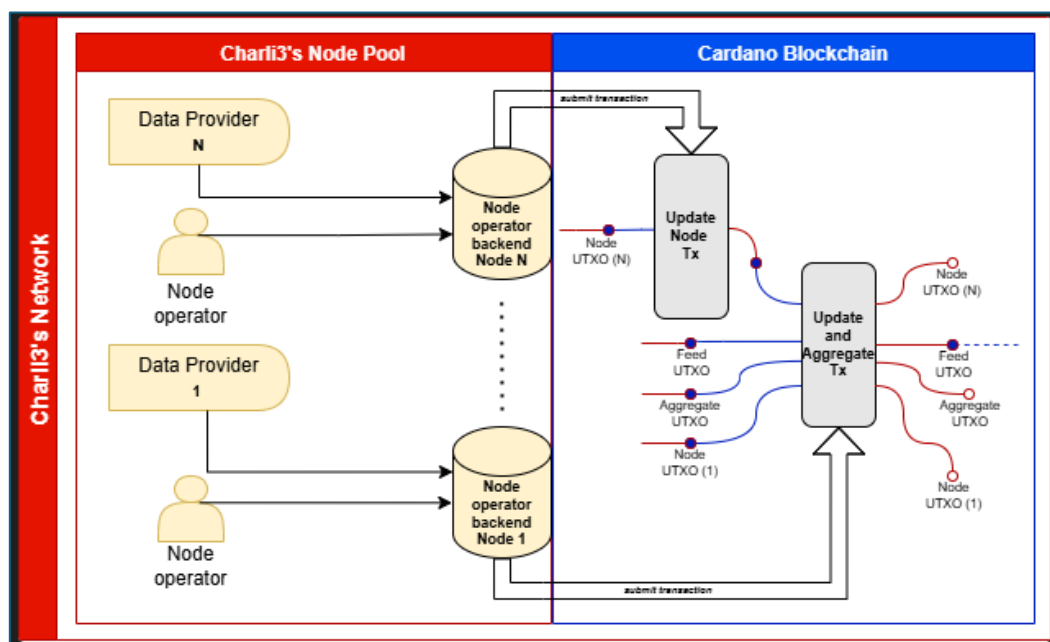 Charli3's Network
Charli3's Node Pool
Cardano Blockchain
Data Provider
N
Node
operator
Node
operator
backend
Node N
Data Provider
1
Node
operator
Node
operator
backend
Node 1
submit transaction
Update
Node
Tx
Node
UTXO (N)
Update
and
Aggregate
Tx
Feed
UTXO
Aggregate
UTXO
Node
UTXO (1)
Node
UTXO (N)
Feed
UTXO
Aggregate
UTXO
Node
UTXO (1)
submit transaction